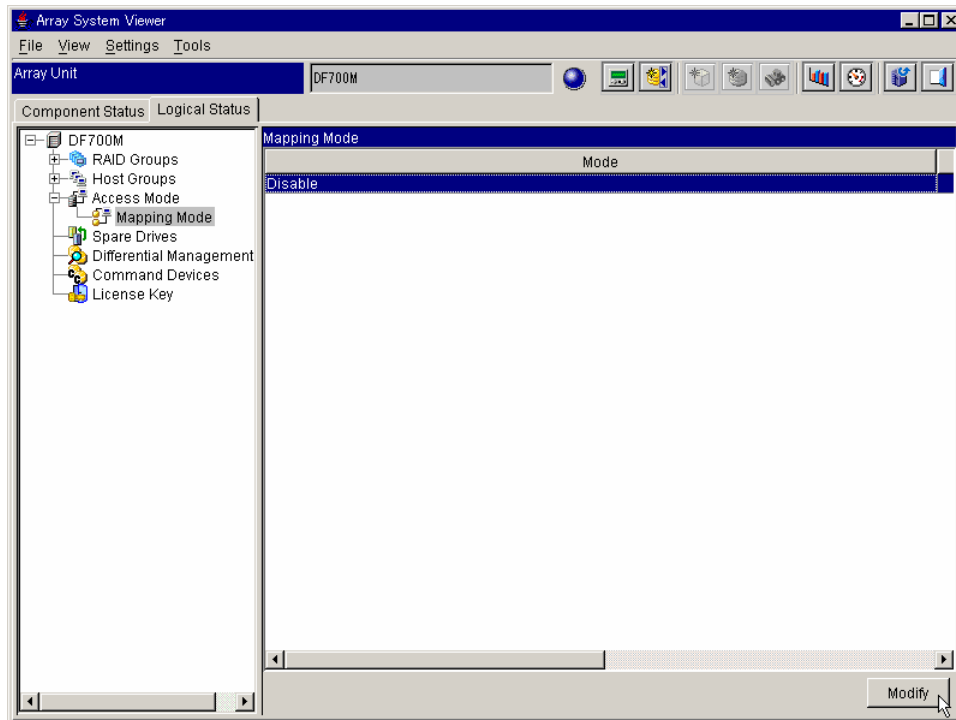 Array System Viewer
File View Settings Tools
Array Unit
DF700M
Component Status Logical Status
DF700M
RAID Groups
Host Groups
Access Mode
Mapping Mode
Spare Drives
Differential Management
Command Devices
License Key
Mapping Mode
Mode
Disable
Modify